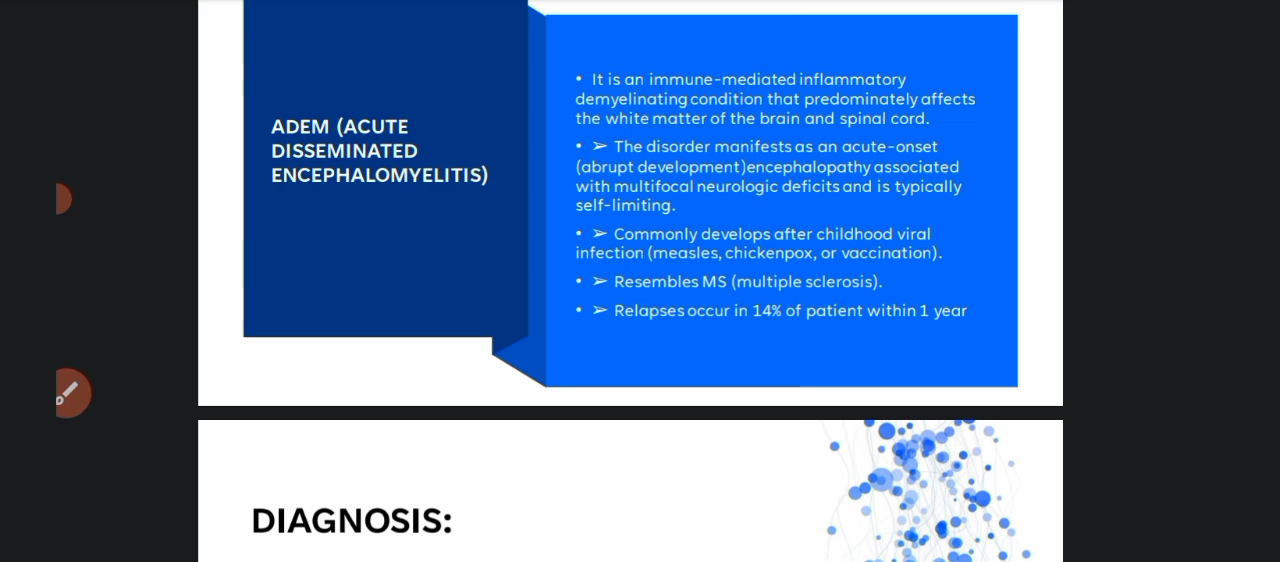 ADEM (ACUTE
DISSEMINATED
ENCEPHALOMYELITIS)
• It is an immune-mediated inflammatory
demyelinating condition that predominately affects
the white matter of the brain and spinal cord.
• ➢ The disorder manifests as an acute-onset
(abrupt development)encephalopathy associated
with multifocal neurologic deficits and is typically
self-limiting.
• ➢ Commonly develops after childhood viral
infection (measles, chickenpox, or vaccination).
• ➢ Resembles MS (multiple sclerosis).
• ➢ Relapses occur in 14% of patient within 1 year
DIAGNOSIS: